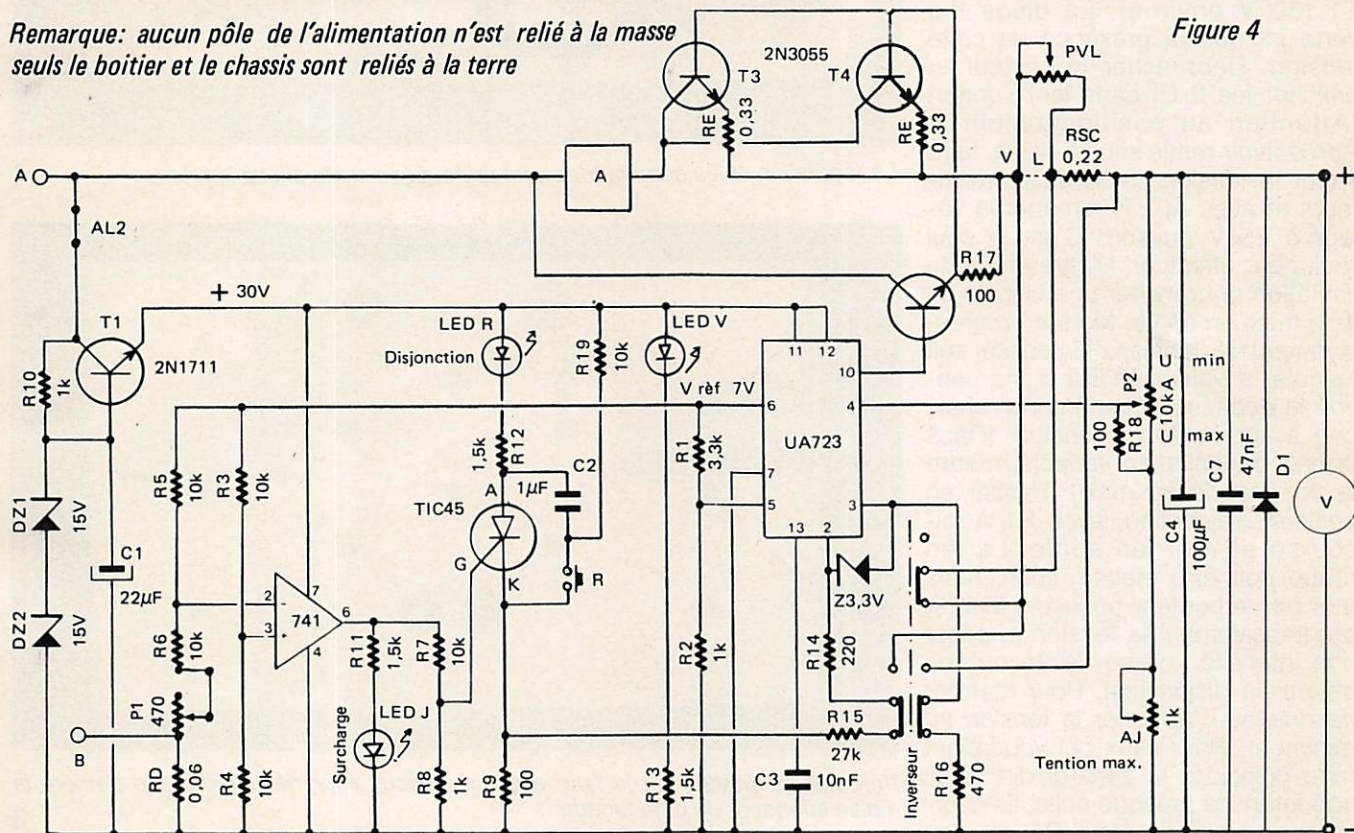 Remarque: aucun pôle de l'alimentation n'est relié à la masse
seuls le boitier et le chassis sont reliés à la terre
Figure 4
2N3055
T3
T4
RE
0,33
RE
0,33
PVL
V
L
RSC
0,22
+
A
A
AL2
R17
100
+ 30V
T1
2N1711
R10
1k
DZ1
15V
C1
22µF
DZ2
15V
LED R
Disjonction
R19
10k
LED V
R12
1,5k
C2
1µF
V rèf 7V
11
12
10
6
4
UA723
7
5
3
13
2
R1
3,3k
R18
100
P2
10kA
U min
U max
C4
100µF
C7
47nF
D1
V
R5
10k
R3
10k
TIC45
A
G
K
R
2
3
741
7
6
4
R6
10k
R11
1,5k
R7
10k
P1
470
B
RD
0,06
R4
10k
Surcharge
LED J
R8
1k
R9
100
R2
1k
R13
1,5k
Z3,3V
R14
220
R15
27k
C3
10nF
Inverseur
R16
470
AJ
1k
Tention max.
−